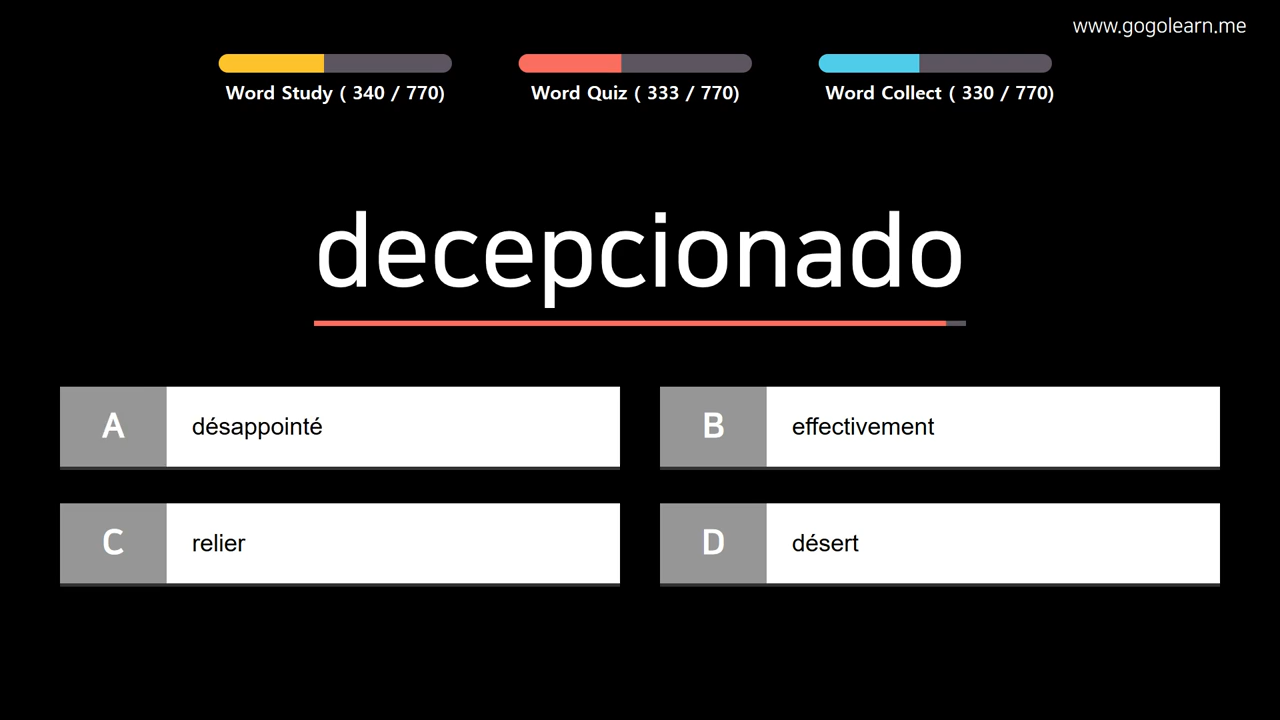 www.gogolearn.me
Word Study ( 340 / 770)
Word Quiz ( 333 / 770)
Word Collect ( 330 / 770)
decepcionado
A désappointé
B effectivement
C relier
D désert